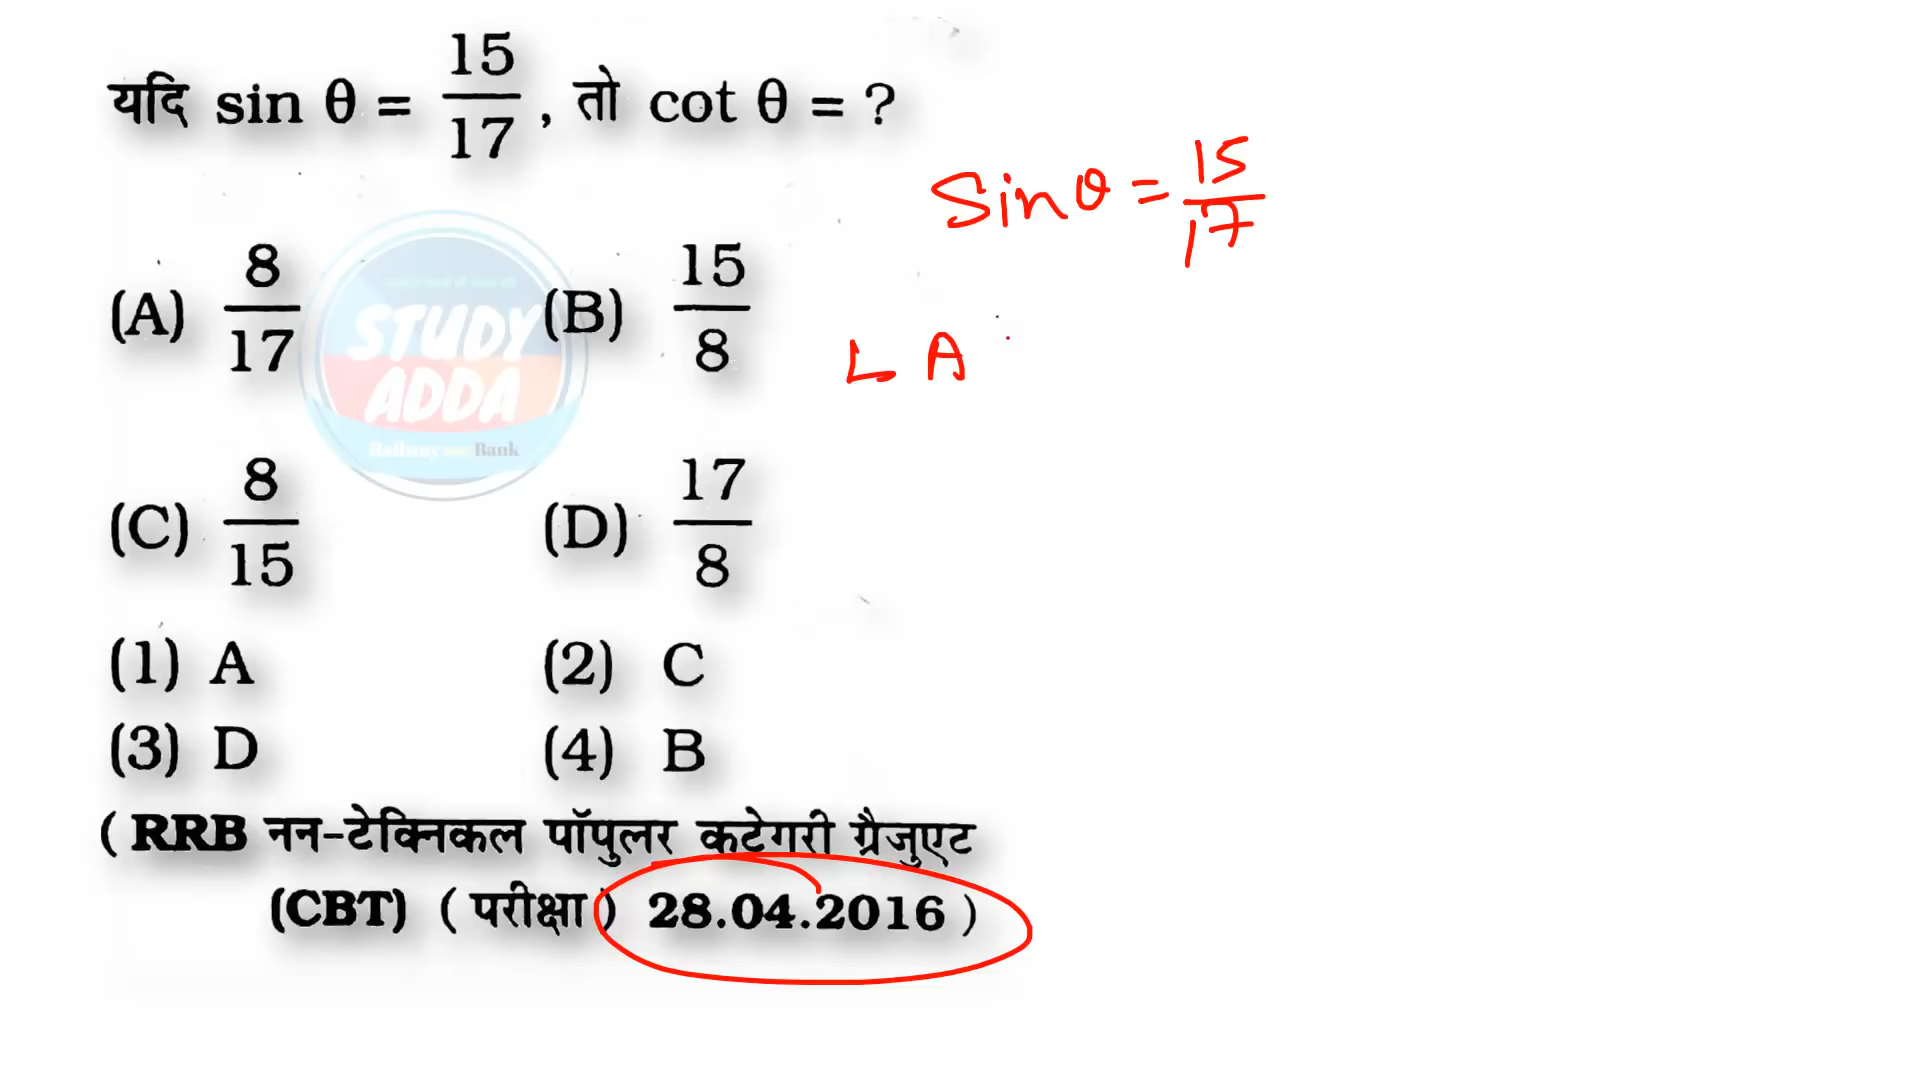 यदि sin θ = 15/17, तो cot θ = ?
Sin θ = 15/17
(A) 8/17 (B) 15/8
L A
STUDY
ADDA
Railway Bank
(C) 8/15 (D) 17/8
(1) A (2) C
(3) D (4) B
( RRB नन-टेक्निकल पॉपुलर कटेगरी ग्रैजुएट
(CBT) ( परीक्षा ) 28.04.2016 )